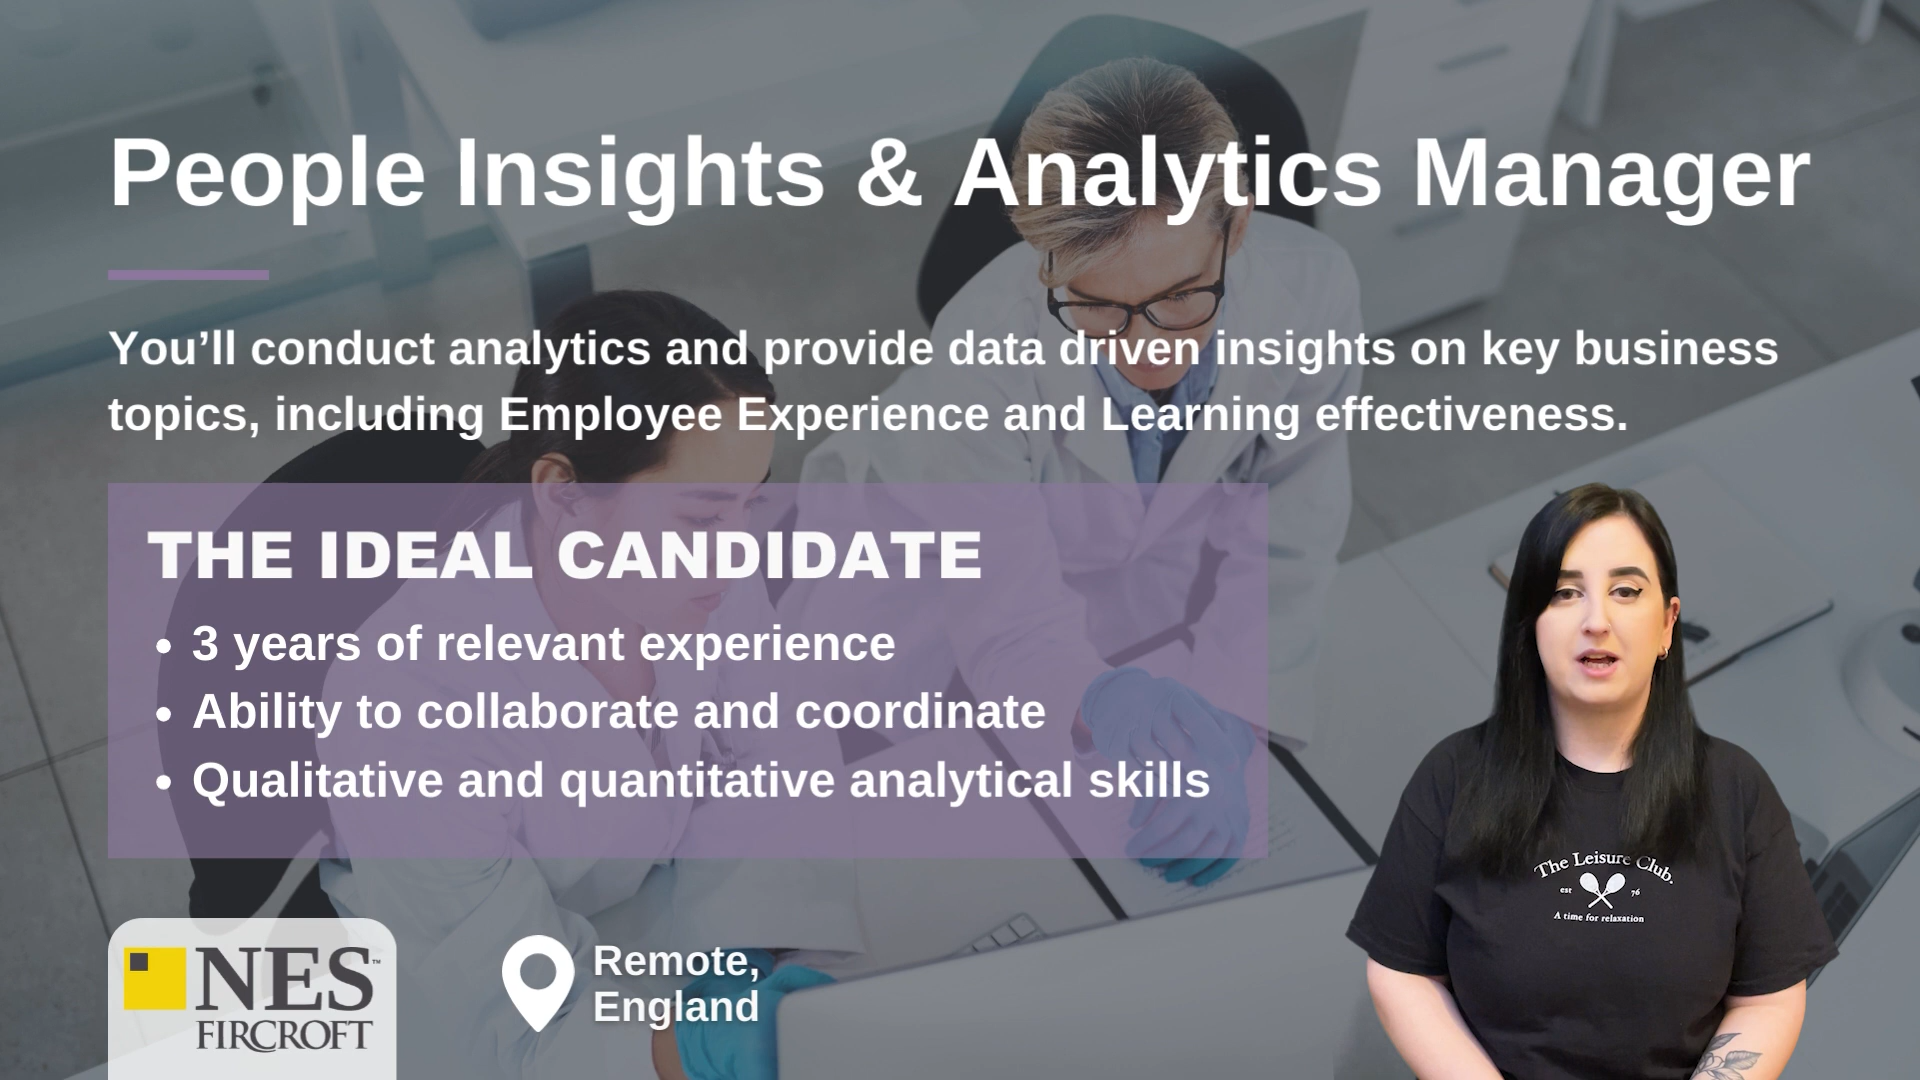 People Insights & Analytics Manager
You’ll conduct analytics and provide data driven insights on key business
topics, including Employee Experience and Learning effectiveness.
THE IDEAL CANDIDATE
• 3 years of relevant experience
• Ability to collaborate and coordinate
• Qualitative and quantitative analytical skills
The Leisure Club.
est 76
A time for relaxation
NES™
FIRCROFT
Remote,
England